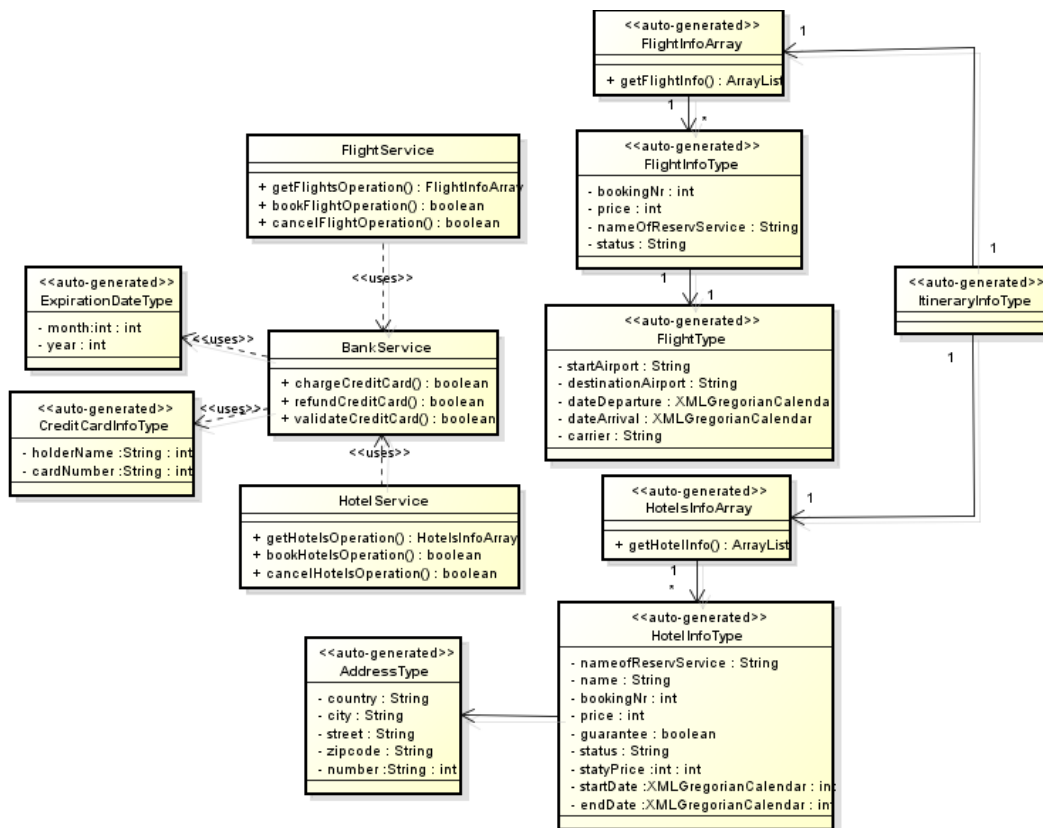 <<auto-generated>>
FlightInfoArray
+ getFlightInfo() : ArrayList
1
1
*
<<auto-generated>>
FlightInfoType
- bookingNr : int
- price : int
- nameOfReservService : String
- status : String
1
1
<<auto-generated>>
FlightType
- startAirport : String
- destinationAirport : String
- dateDeparture : XMLGregorianCalenda
- dateArrival : XMLGregorianCalendar
- carrier : String
1
<<auto-generated>>
ItineraryInfoType
1
FlightService
+ getFlightsOperation() : FlightInfoArray
+ bookFlightOperation() : boolean
+ cancelFlightOperation() : boolean
<<uses>>
<<auto-generated>>
ExpirationDateType
- month:int : int
- year : int
<<uses>>
BankService
+ chargeCreditCard() : boolean
+ refundCreditCard() : boolean
+ validateCreditCard() : boolean
<<auto-generated>>
CreditCardInfoType
- holderName :String : int
- cardNumber :String : int
<<uses>>
<<uses>>
HotelService
+ getHotelsOperation() : HotelsInfoArray
+ bookHotelsOperation() : boolean
+ cancelHotelsOperation() : boolean
<<auto-generated>>
HotelsInfoArray
+ getHotelInfo() : ArrayList
1
1
*
<<auto-generated>>
HotelInfoType
- nameofReservService : String
- name : String
- bookingNr : int
- price : int
- guarantee : boolean
- status : String
- statyPrice :int : int
- startDate :XMLGregorianCalendar : int
- endDate :XMLGregorianCalendar : int
<<auto-generated>>
AddressType
- country : String
- city : String
- street : String
- zipcode : String
- number :String : int